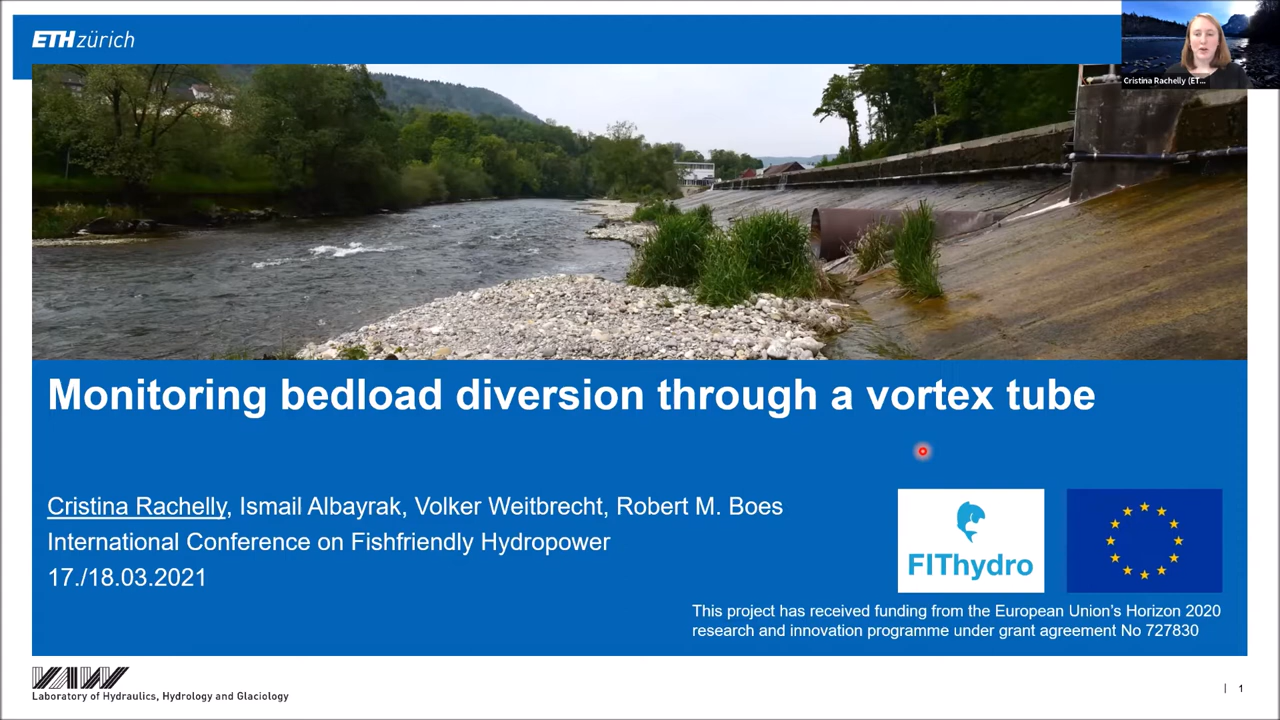 ETH zürich
Cristina Rachelly (ET...
Monitoring bedload diversion through a vortex tube
Cristina Rachelly, Ismail Albayrak, Volker Weitbrecht, Robert M. Boes
International Conference on Fishfriendly Hydropower
17./18.03.2021
FIThydro
This project has received funding from the European Union's Horizon 2020
research and innovation programme under grant agreement No 727830
VAW
Laboratory of Hydraulics, Hydrology and Glaciology
| 1